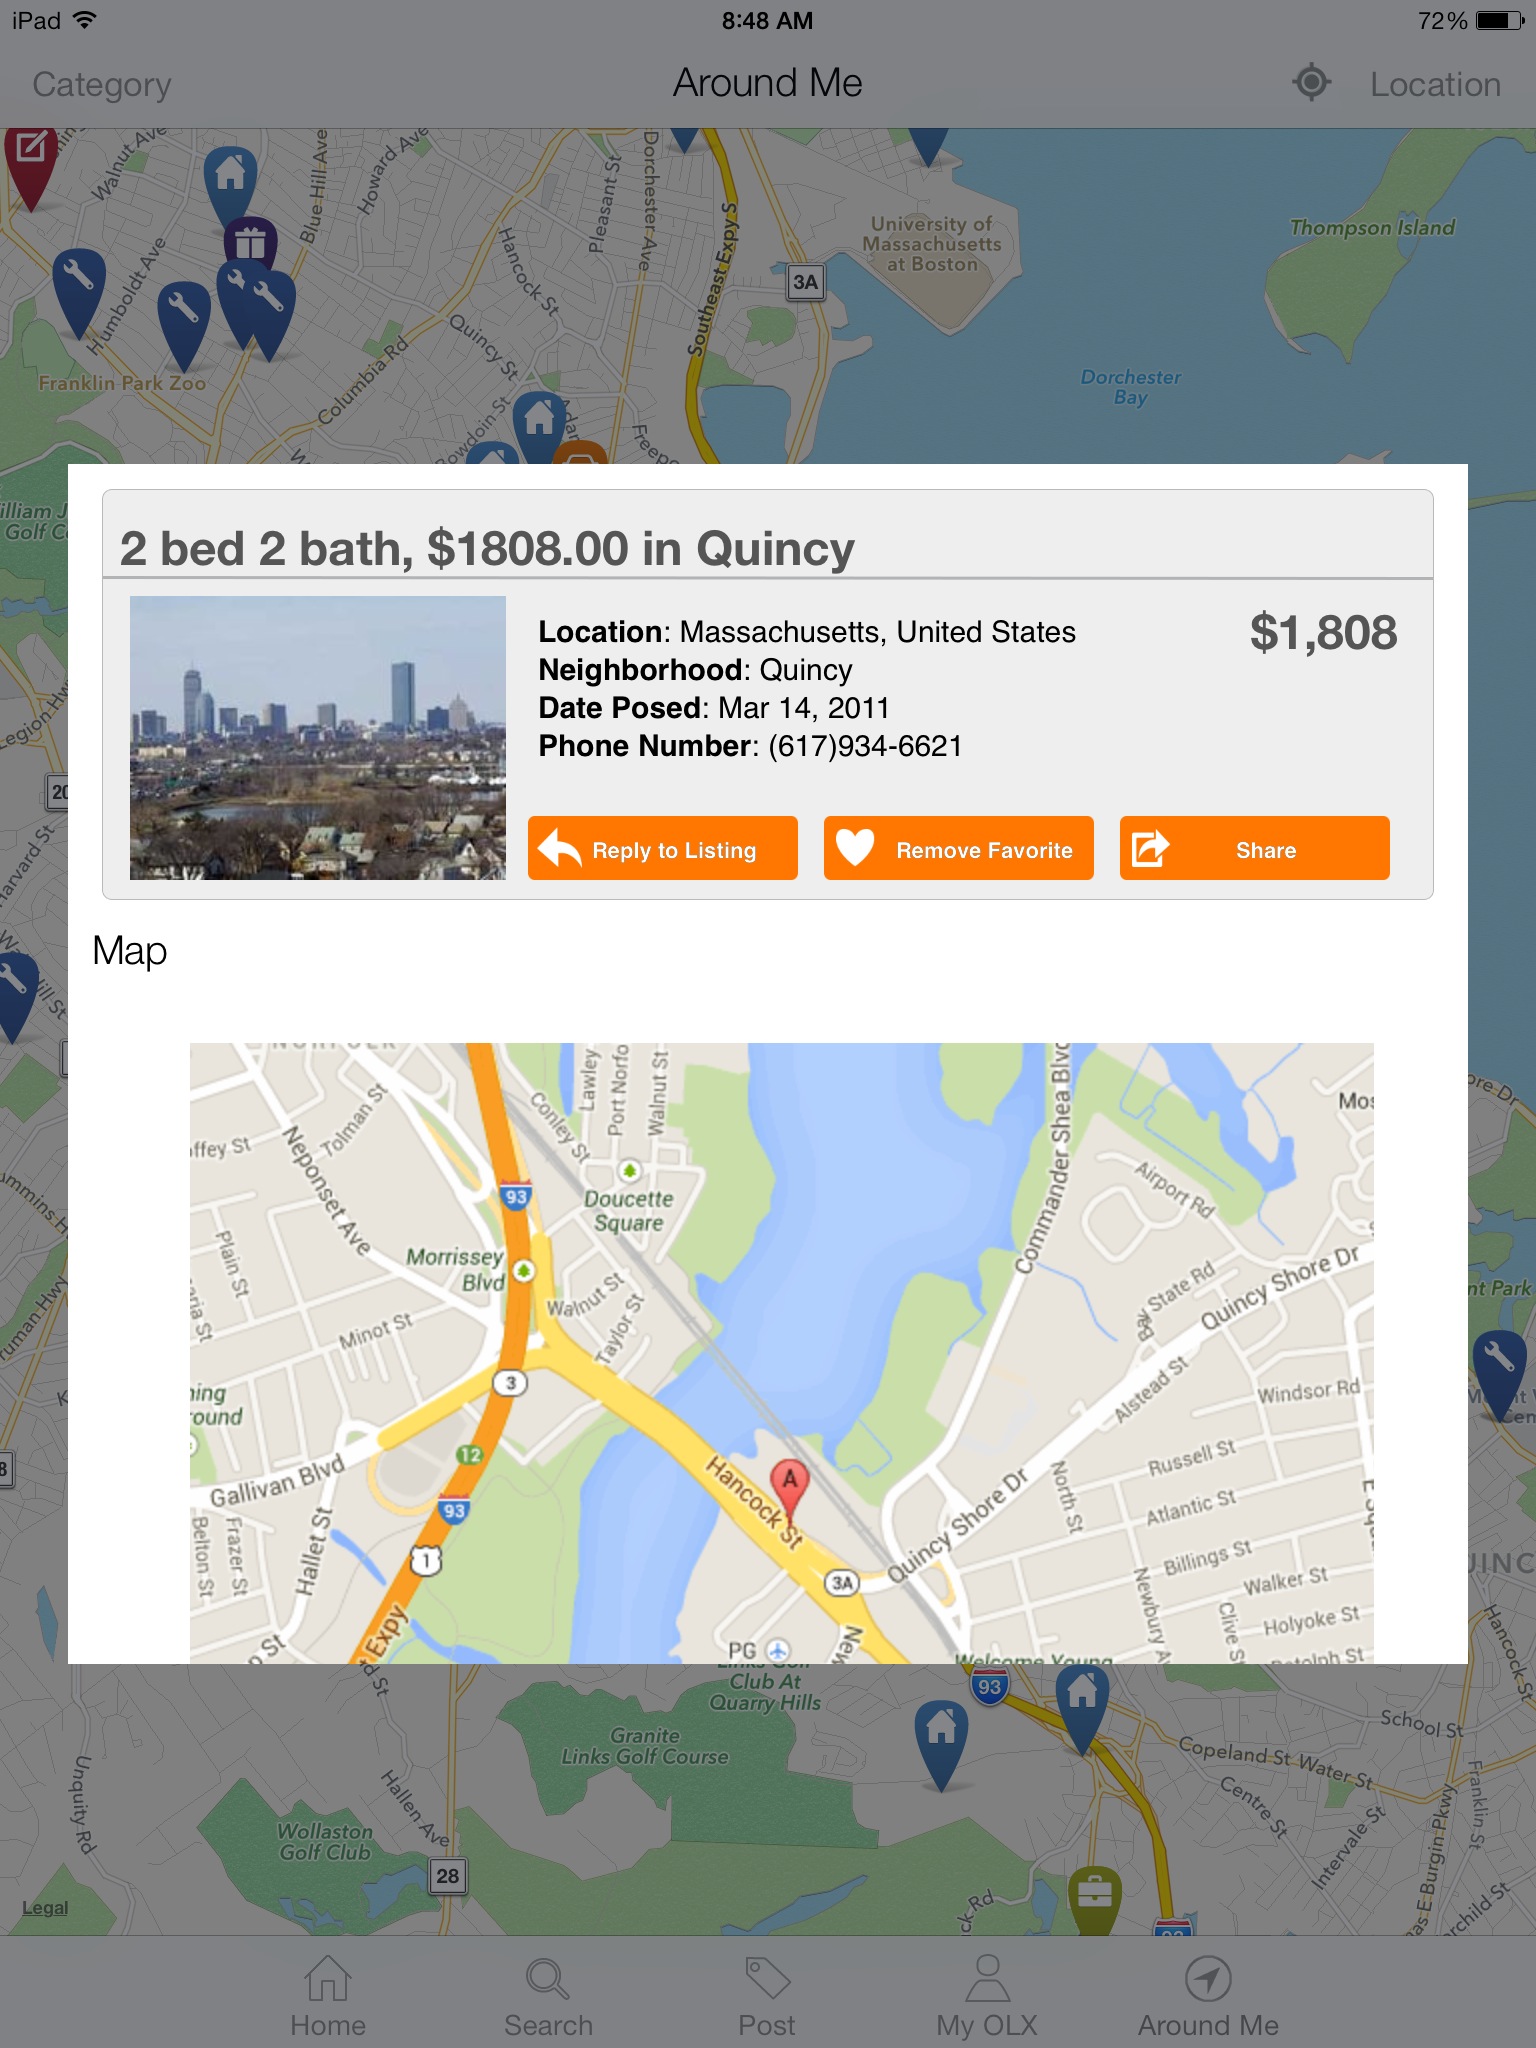 iPad
8:48 AM
72%
Category
Around Me
Location
Walnut Ave
Blue Hill Ave
Howard Ave
Pleasant St
Dorchester Ave
Southeast Expy S
University of
Massachusetts
at Boston
Thompson Island
3A
Humboldt Ave
Hancock St
Quincy St
Columbia Rd
Franklin Park Zoo
Dorchester
Bay
Bowdoin St
2 bed 2 bath, $1808.00 in Quincy
Location: Massachusetts, United States
$1,808
Neighborhood: Quincy
Date Posed: Mar 14, 2011
Phone Number: (617)934-6621
Reply to Listing
Remove Favorite
Share
Map
Lawley
Port Norfo
Walnut St
Conley St
Commander Shea Blvd
Tolman St
Neponset Ave
93
Doucette
Square
Airport Rd
Morrissey
Blvd
Plain St
Walnut St
Taylor St
Minot St
Bay State Rd
Quincy Shore Dr
3
Alstead St
Windsor Rd
12
Gallivan Blvd
A
Hancock St
Russell St
North St
Atlantic St
93
Belton St
Frazer St
Hallet St
1
Quincy Shore Dr
3A
Billings St
Walker St
Newbury A
Clive S
Holyoke St
Expy
PG
Welcome Young
Links Golf
Club At
Quarry Hills
93
Granite
Links Golf Course
School St
Copeland St
Water St
Centre St
Franklin St
Intervale St
Hancock St
Unquity Rd
Hallen Ave
Wollaston
Golf Club
28
E Burgin Pkwy
Legal
Home
Search
Post
My OLX
Around Me